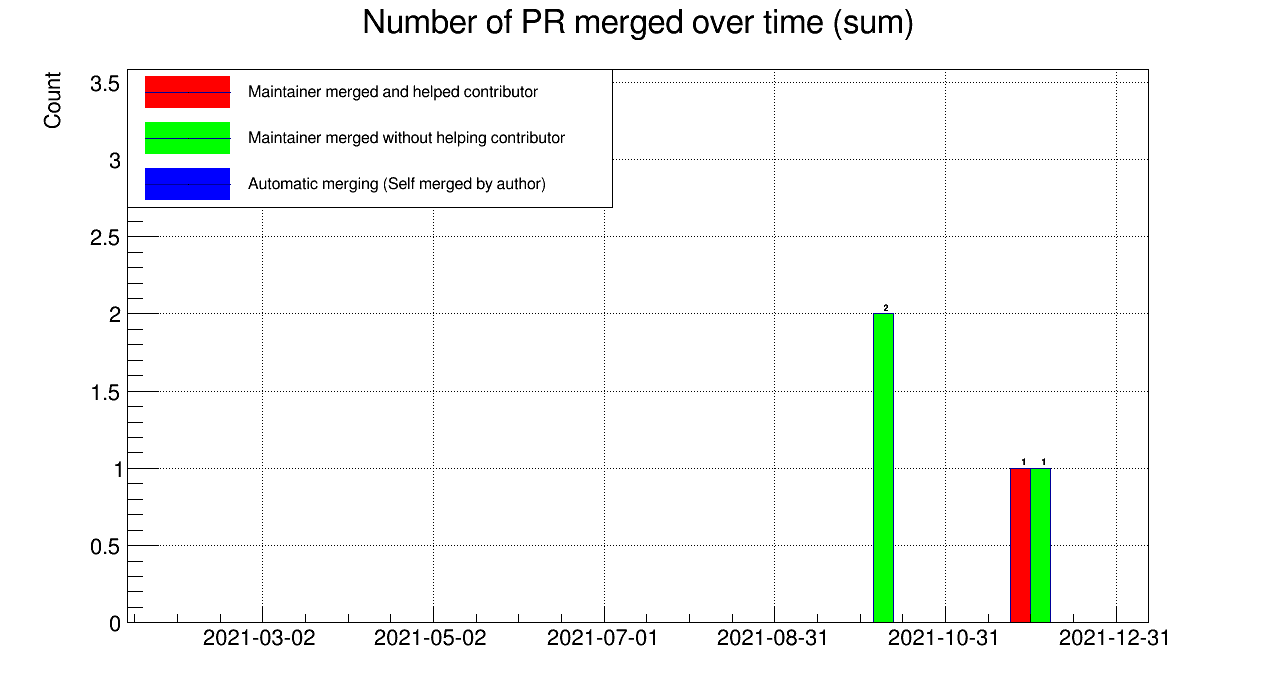 Number of PR merged over time (sum)
Count
3.5
3
2.5
2
1.5
1
0.5
0
Maintainer merged and helped contributor
Maintainer merged without helping contributor
Automatic merging (Self merged by author)
2
1 1
2021-03-02 2021-05-02 2021-07-01 2021-08-31 2021-10-31 2021-12-31